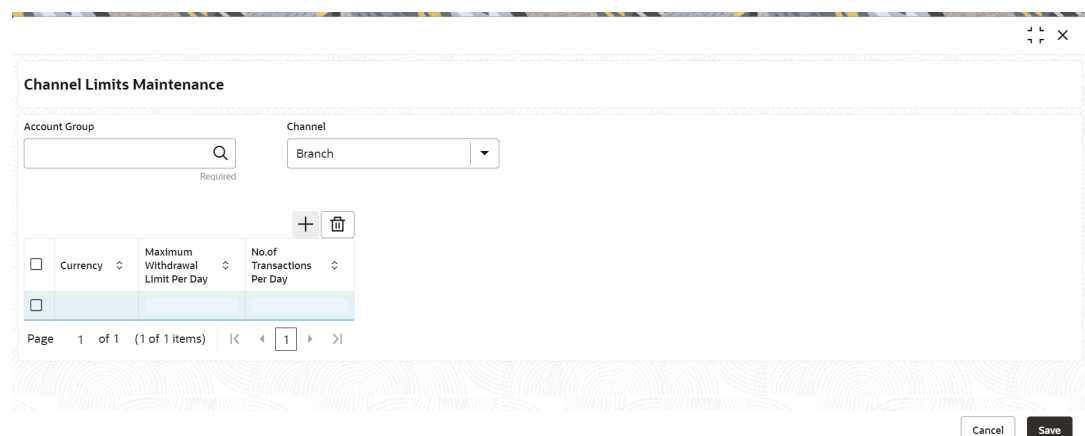 Channel Limits Maintenance
Account Group
Channel
Branch
Required
Currency
Maximum
Withdrawal
Limit Per Day
No.of
Transactions
Per Day
Page 1 of 1 (1 of 1 items) 1
Cancel Save